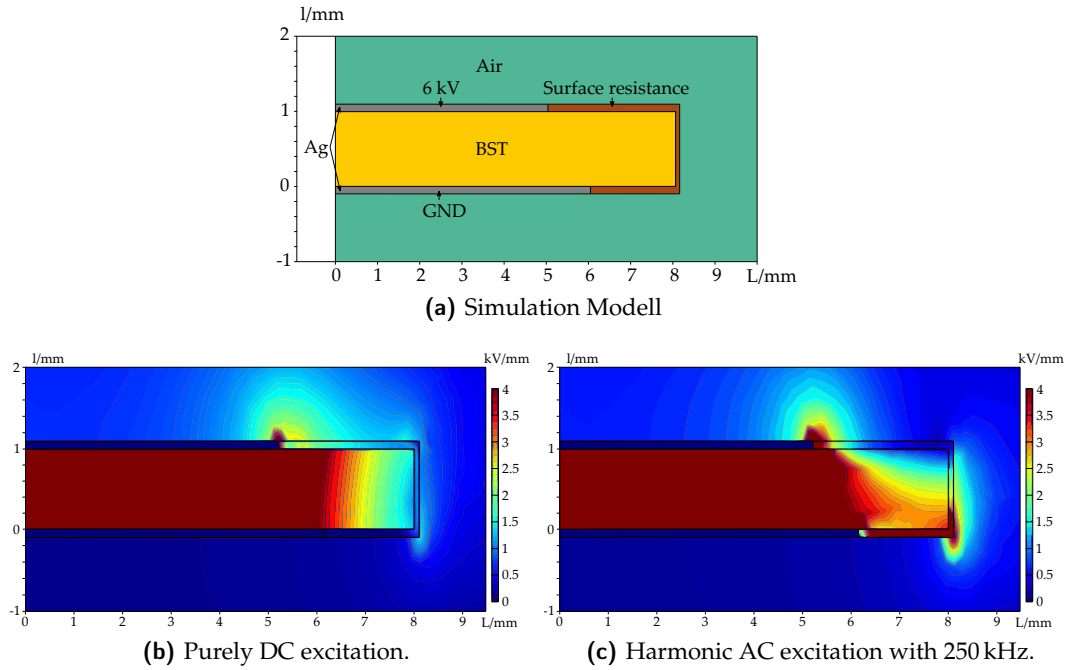 l/mm
2
Air
6 kV
Surface resistance
1
Ag
BST
0
GND
-1
0 1 2 3 4 5 6 7 8 9 L/mm
(a) Simulation Modell
l/mm
kV/mm
2
4
3.5
3
1
2.5
2
1.5
0
1
0.5
0
-1
0 1 2 3 4 5 6 7 8 L/mm
(b) Purely DC excitation.
l/mm
kV/mm
2
4
3.5
3
1
2.5
2
1.5
0
1
0.5
0
-1
0 1 2 3 4 5 6 7 8 9 L/mm
(c) Harmonic AC excitation with 250 kHz.